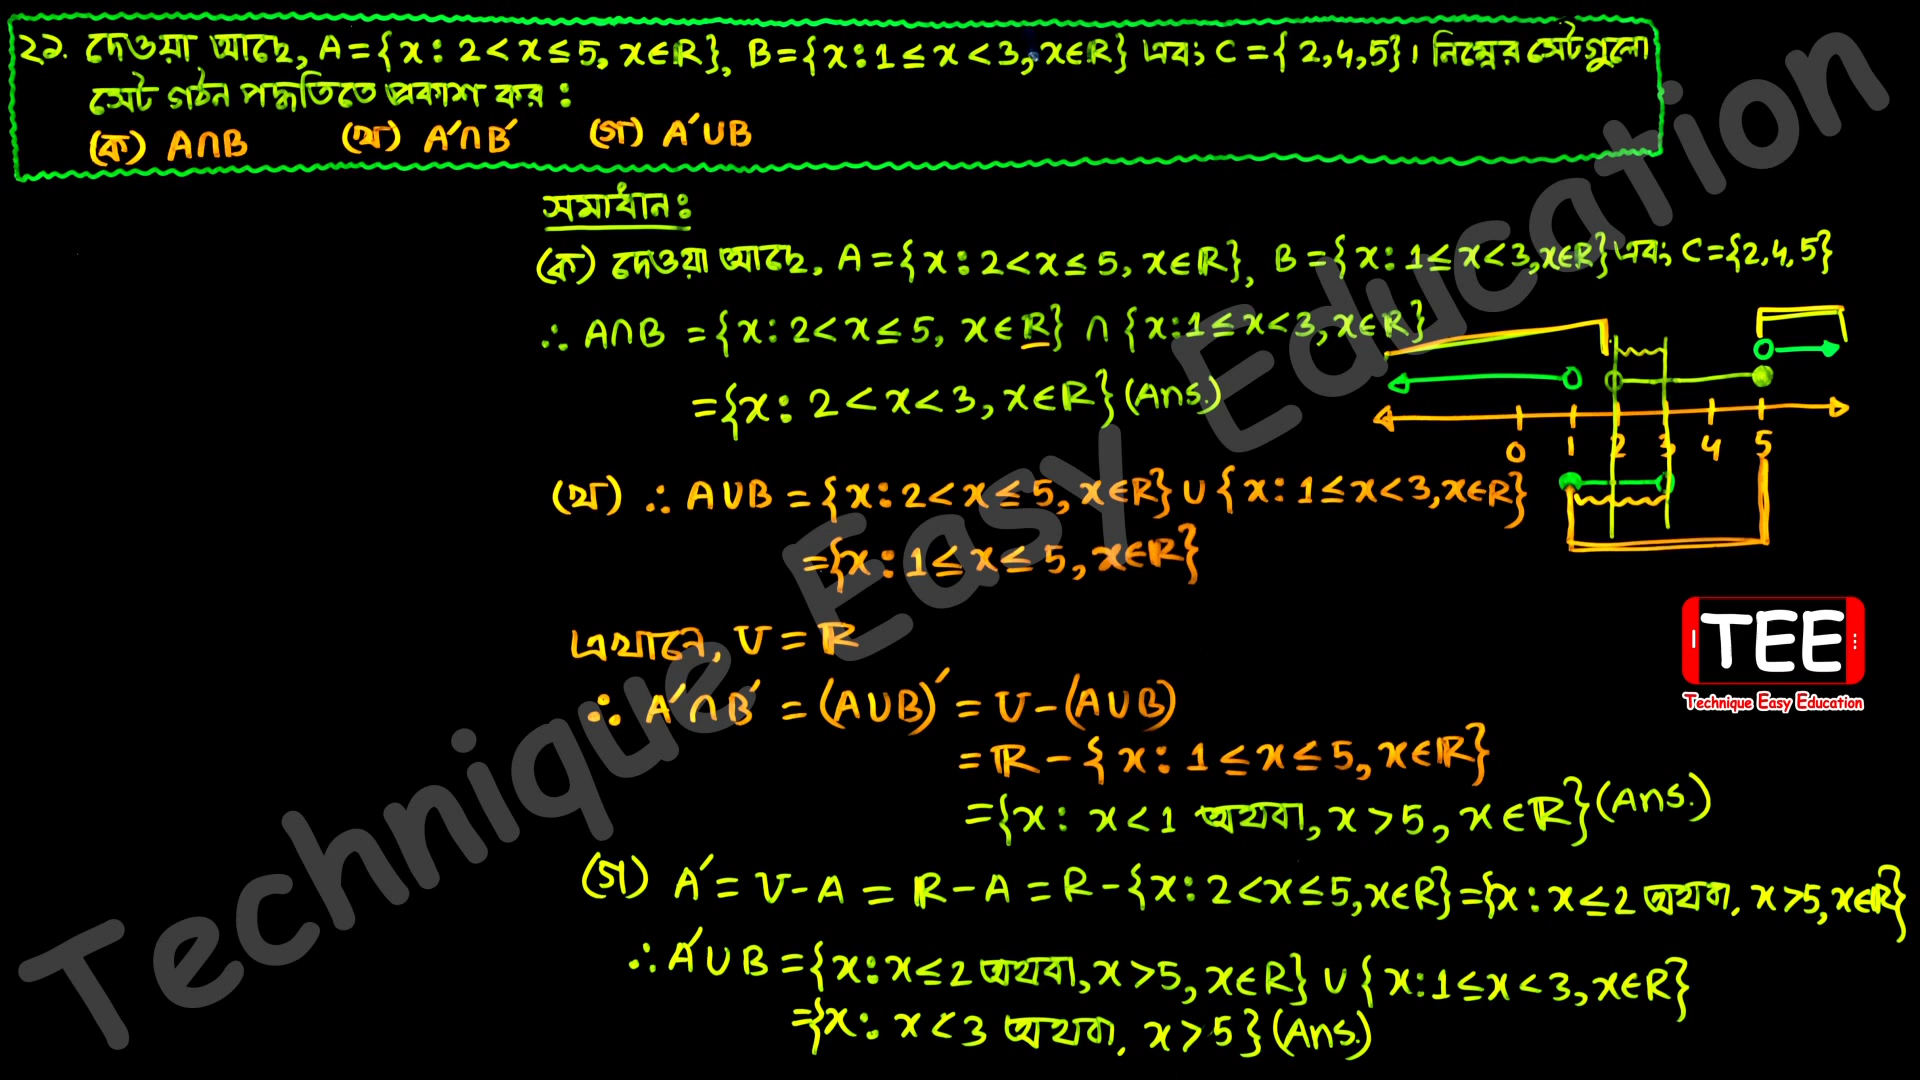 ২১. দেওয়া আছে, A={x: 2<x≤5, x∈ℝ}, B={x:1≤x<3, x∈ℝ} এবং C={2,4,5}। নিম্নের সেটগুলো
সেট গঠন পদ্ধতিতে প্রকাশ কর :
(ক) A∩B (খ) A′∩B′ (গ) A′∪B
সমাধান:
(ক) দেওয়া আছে, A={x:2<x≤5, x∈ℝ}, B={x: 1≤x<3,x∈ℝ} এবং C={2,4,5}
∴ A∩B ={x:2<x≤5, x∈ℝ} ∩ {x:1≤x<3,x∈ℝ}
={x: 2<x<3, x∈ℝ} (Ans.)
0 1 2 3 4 5
(খ) ∴ A∪B = {x:2<x≤5, x∈ℝ} ∪ {x: 1≤x<3,x∈ℝ}
={x: 1≤x≤5, x∈ℝ}
এখানে, U=ℝ
∴ A′∩B′ = (A∪B)′ = U-(A∪B)
=ℝ-{x: 1≤x≤5, x∈ℝ}
={x: x<1 অথবা, x>5, x∈ℝ} (Ans.)
(গ) A′= U-A = ℝ-A = ℝ-{x:2<x≤5,x∈ℝ}={x:x≤2 অথবা, x>5,x∈ℝ}
∴ A′∪B ={x:x≤2 অথবা, x>5, x∈ℝ} ∪ {x:1≤x<3,x∈ℝ}
={x: x<3 অথবা, x>5} (Ans.)
TEE
Technique Easy Education
Technique Easy Education